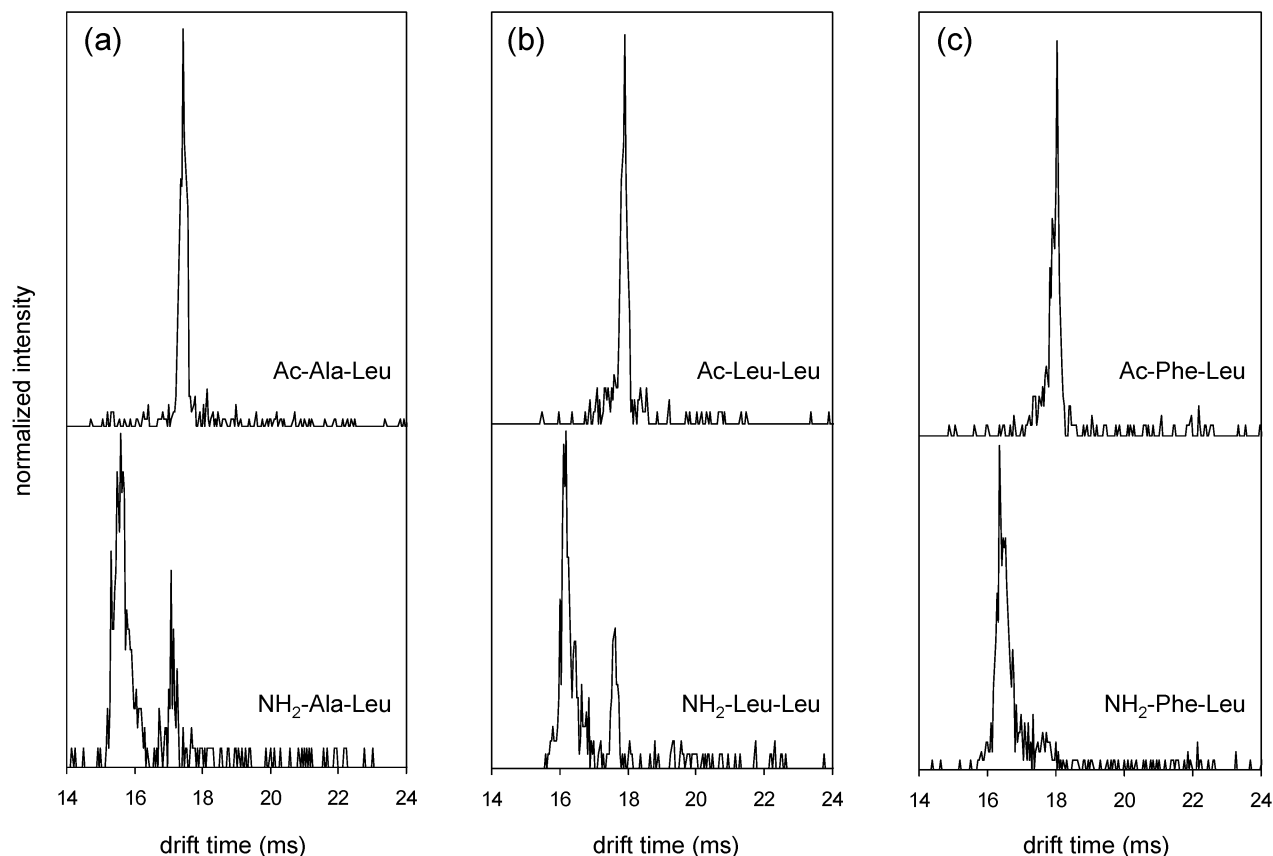 (a)
(b)
(c)
normalized intensity
Ac-Ala-Leu
Ac-Leu-Leu
Ac-Phe-Leu
NH₂-Ala-Leu
NH₂-Leu-Leu
NH₂-Phe-Leu
14 16 18 20 22 24
14 16 18 20 22 24
14 16 18 20 22 24
drift time (ms)
drift time (ms)
drift time (ms)